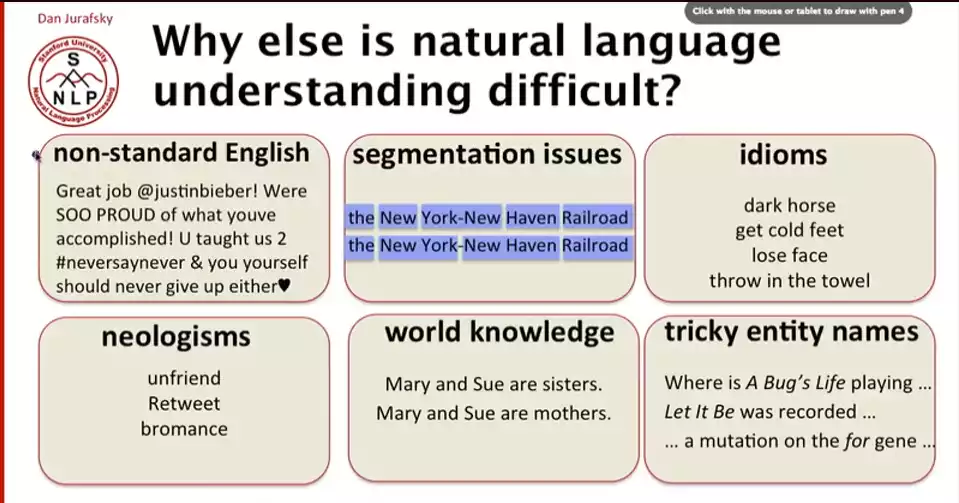 Dan Jurafsky
Click with the mouse or tablet to draw with pen 4
Stanford University
S
NLP
Natural Language Processing
Why else is natural language
understanding difficult?
non-standard English
Great job @justinbieber! Were
SOO PROUD of what youve
accomplished! U taught us 2
#neversaynever & you yourself
should never give up either♥
segmentation issues
the New York-New Haven Railroad
the New York-New Haven Railroad
idioms
dark horse
get cold feet
lose face
throw in the towel
neologisms
unfriend
Retweet
bromance
world knowledge
Mary and Sue are sisters.
Mary and Sue are mothers.
tricky entity names
Where is A Bug's Life playing …
Let It Be was recorded …
… a mutation on the for gene …